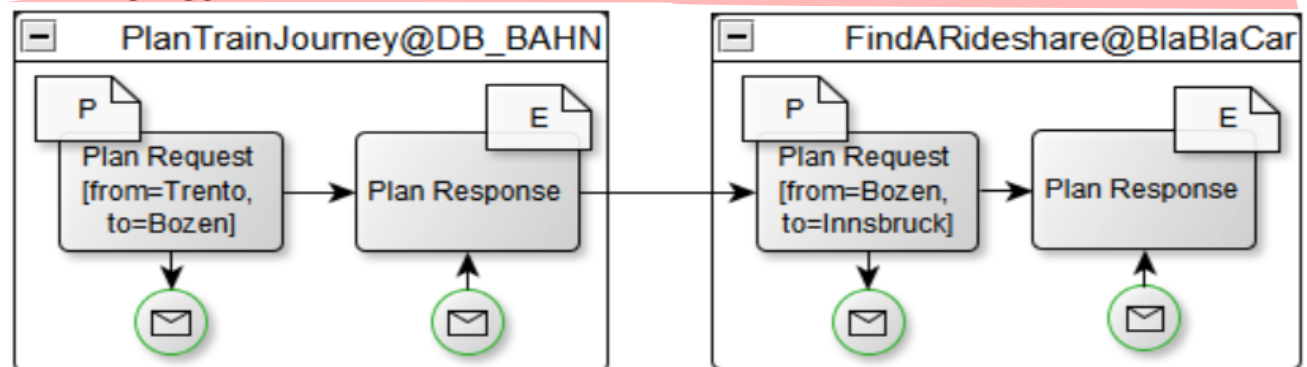 PlanTrainJourney@DB_BAHN
P
E
Plan Request
[from=Trento,
to=Bozen]
Plan Response
FindARideshare@BlaBlaCar
P
E
Plan Request
[from=Bozen,
to=Innsbruck]
Plan Response